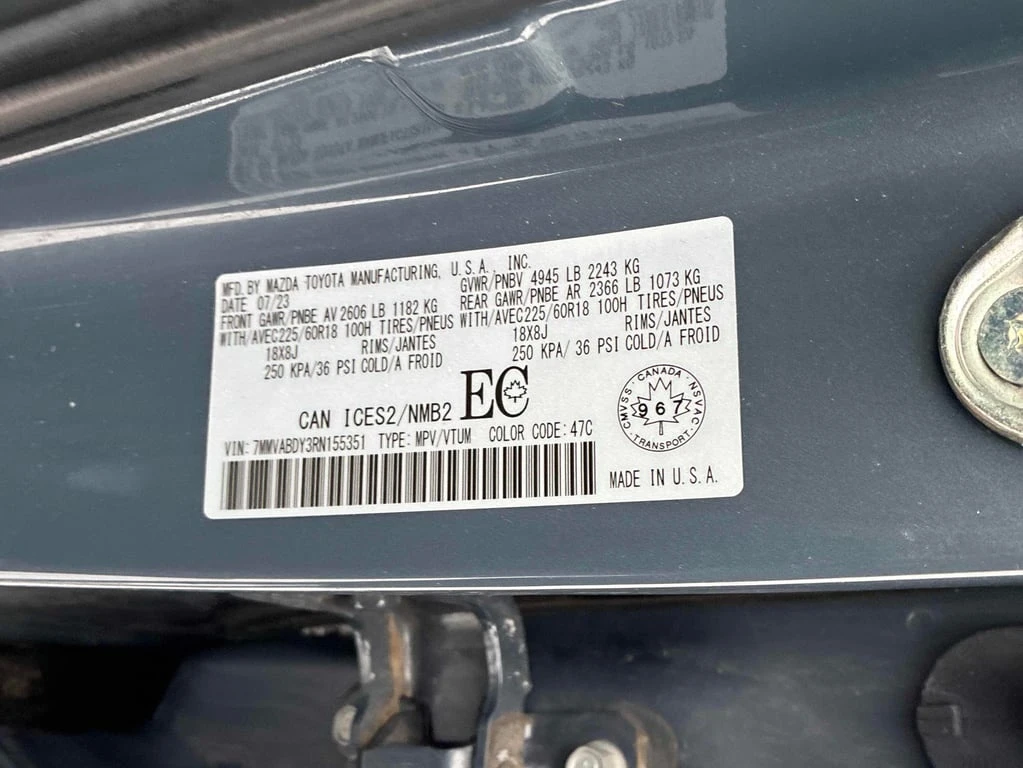 MFD. BY MAZDA TOYOTA MANUFACTURING, U.S.A., INC.
DATE 07/23
GVWR/PNBV 4945 LB 2243 KG
FRONT GAWR/PNBE AV 2606 LB 1182 KG
REAR GAWR/PNBE AR 2366 LB 1073 KG
WITH/AVEC225/60R18 100H TIRES/PNEUS
WITH/AVEC225/60R18 100H TIRES/PNEUS
18X8J RIMS/JANTES
18X8J RIMS/JANTES
250 KPA/36 PSI COLD/A FROID
250 KPA/ 36 PSI COLD/A FROID
CAN ICES2/NMB2 EC
CMVSS · CANADA · NSVAC
967
TRANSPORT
VIN: 7MMVABDY3RN155351 TYPE: MPV/VTUM COLOR CODE: 47C
MADE IN U.S.A.